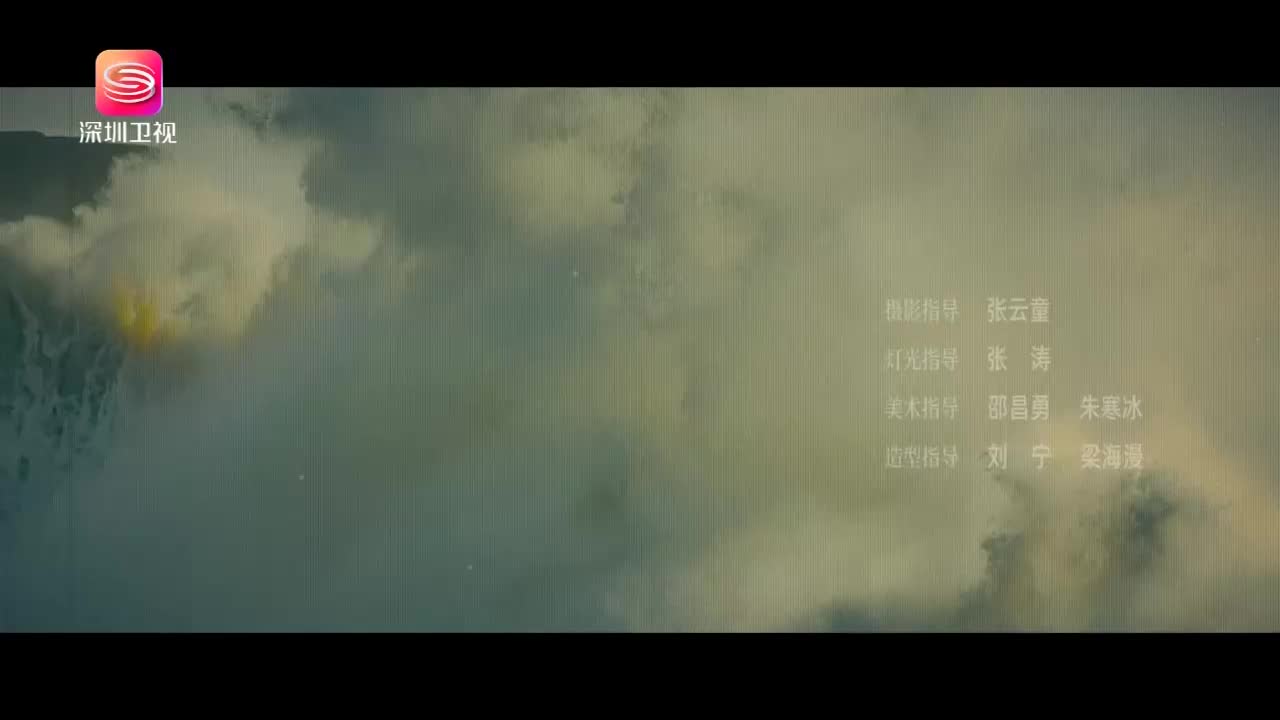 深圳卫视
摄影指导 张云童
灯光指导 张 涛
美术指导 邵昌勇 朱寒冰
造型指导 刘 宁 梁海漫